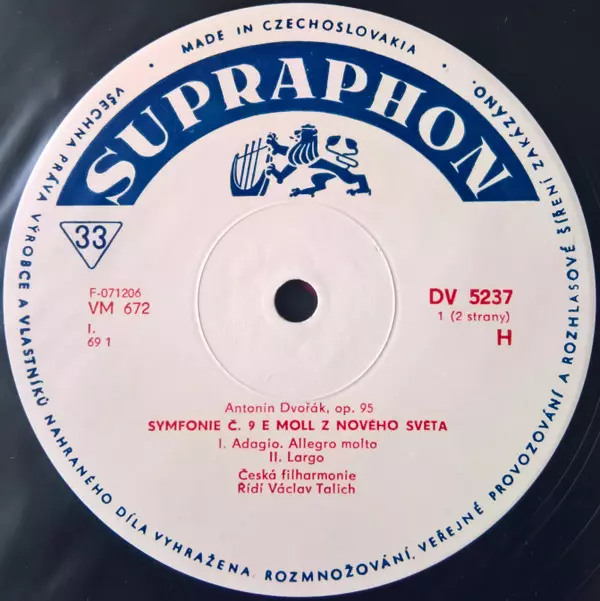 MADE IN CZECHOSLOVAKIA
SUPRAPHON
33
F-071206
VM 672
I.
69 1
DV 5237
1 (2 strany)
H
Antonín Dvořák, op. 95
SYMFONIE Č. 9 E MOLL Z NOVÉHO SVĚTA
I. Adagio. Allegro molto
II. Largo
Česká filharmonie
Řídí Václav Talich
VŠECHNA PRÁVA VÝROBCE A VLASTNÍKŮ NAHRANÉHO DÍLA VYHRAŽENA. ROZMNOŽOVÁNÍ, VEŘEJNÉ PROVOZOVÁNÍ A ROZHLASOVÉ ŠÍŘENÍ ZAKÁZÁNO.